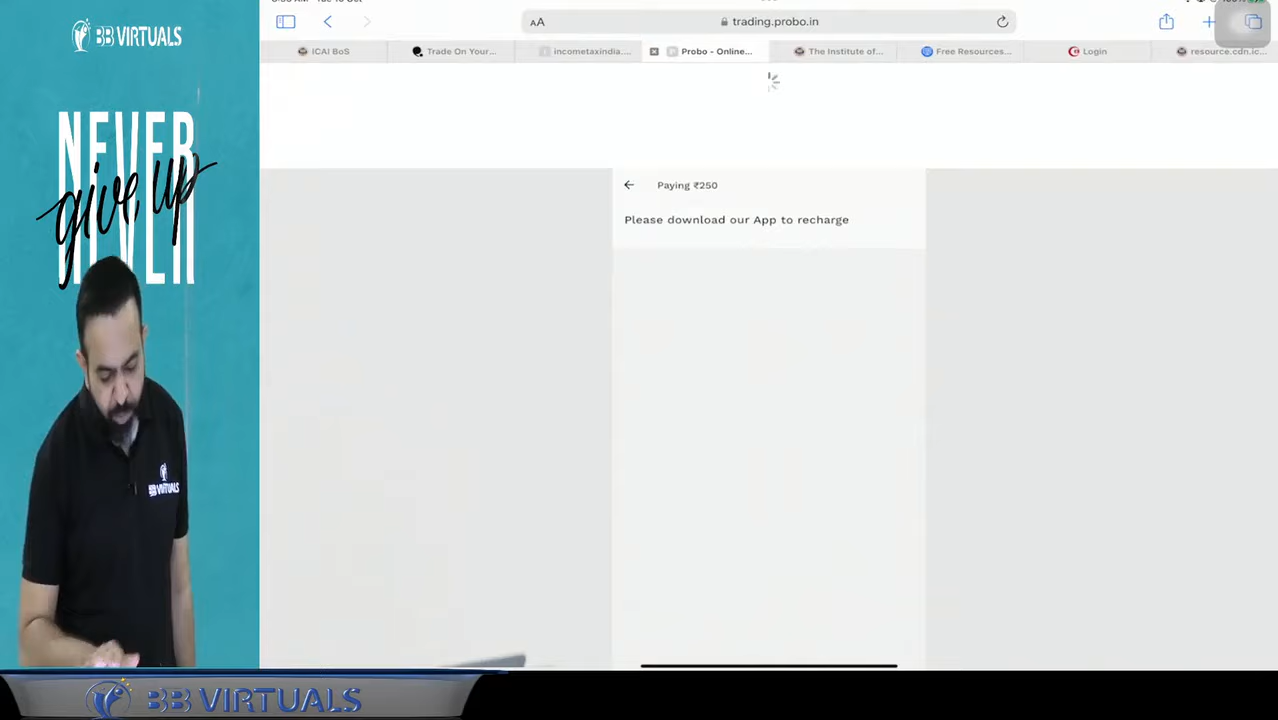 BB VIRTUALS
NEVER
give up
NEVER
AA
trading.probo.in
ICAI BoS
Trade On Your...
incometaxindia....
Probo - Online...
The Institute of...
Free Resources...
Login
resource.cdn.ic...
Paying ₹250
Please download our App to recharge
BB VIRTUALS
BB VIRTUALS